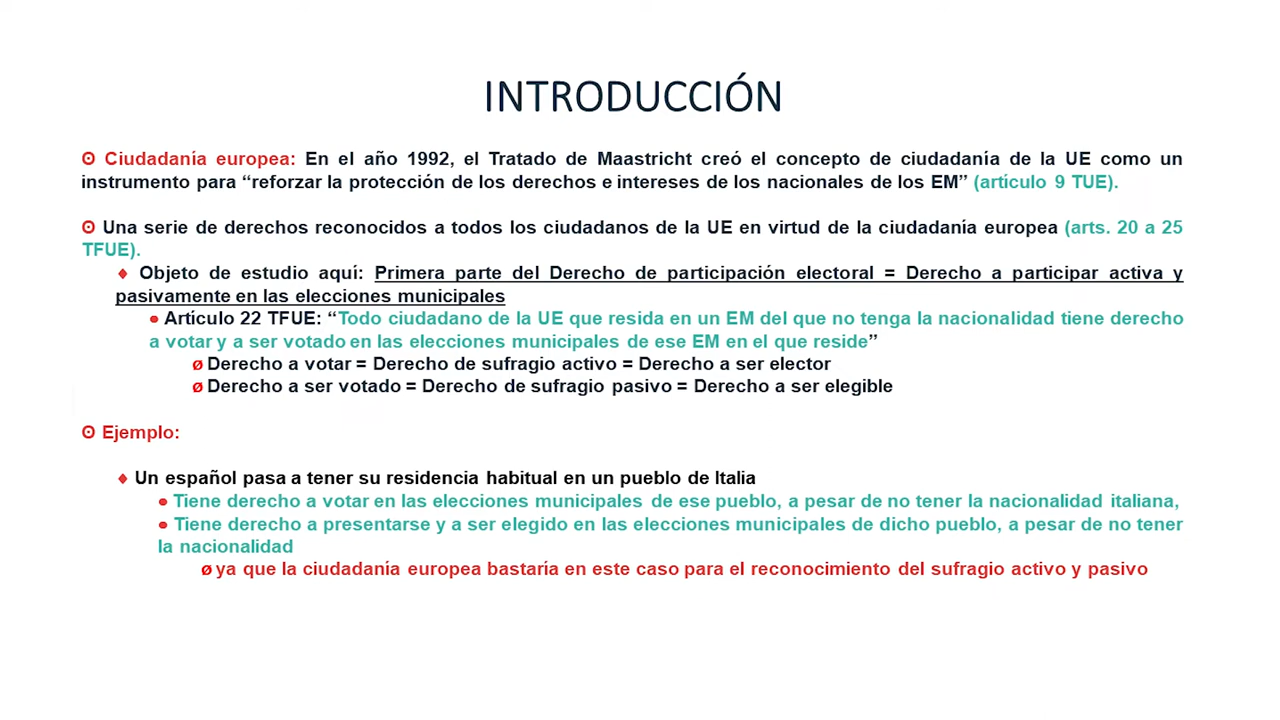 INTRODUCCIÓN
ʘ Ciudadanía europea: En el año 1992, el Tratado de Maastricht creó el concepto de ciudadanía de la UE como un
instrumento para “reforzar la protección de los derechos e intereses de los nacionales de los EM” (artículo 9 TUE).
ʘ Una serie de derechos reconocidos a todos los ciudadanos de la UE en virtud de la ciudadanía europea (arts. 20 a 25
TFUE).
♦ Objeto de estudio aquí: Primera parte del Derecho de participación electoral = Derecho a participar activa y
pasivamente en las elecciones municipales
• Artículo 22 TFUE: “Todo ciudadano de la UE que resida en un EM del que no tenga la nacionalidad tiene derecho
a votar y a ser votado en las elecciones municipales de ese EM en el que reside”
ø Derecho a votar = Derecho de sufragio activo = Derecho a ser elector
ø Derecho a ser votado = Derecho de sufragio pasivo = Derecho a ser elegible
ʘ Ejemplo:
♦ Un español pasa a tener su residencia habitual en un pueblo de Italia
• Tiene derecho a votar en las elecciones municipales de ese pueblo, a pesar de no tener la nacionalidad italiana,
• Tiene derecho a presentarse y a ser elegido en las elecciones municipales de dicho pueblo, a pesar de no tener
la nacionalidad
ø ya que la ciudadanía europea bastaría en este caso para el reconocimiento del sufragio activo y pasivo